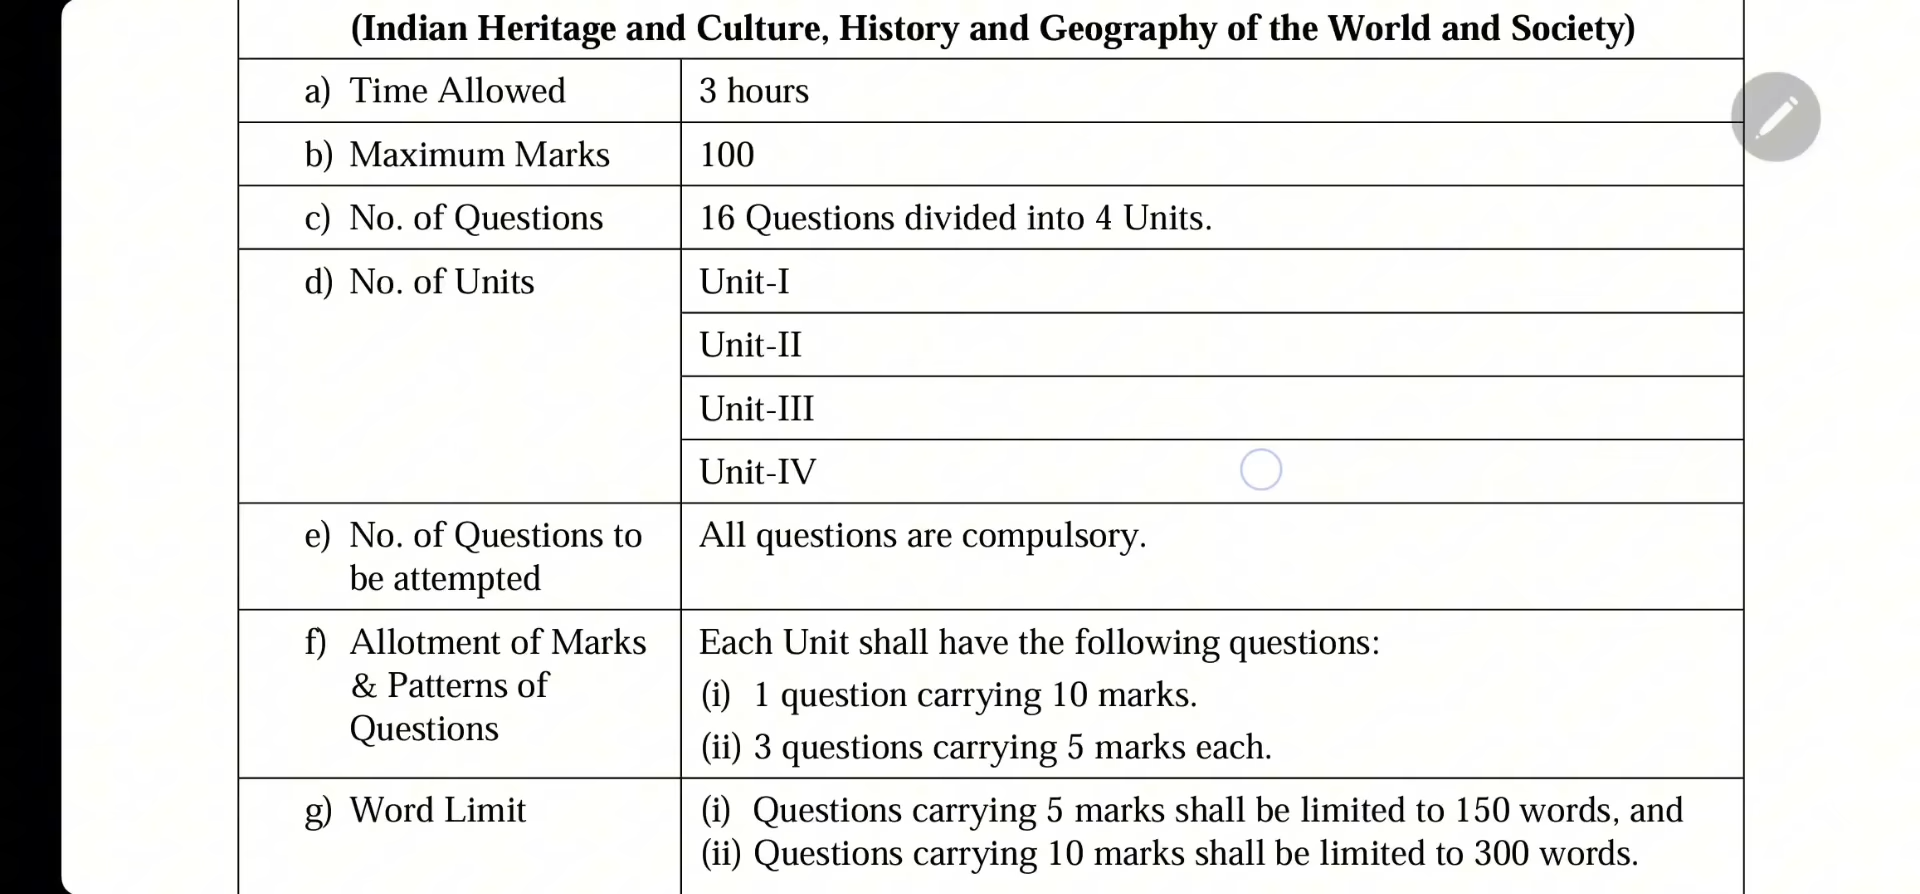 (Indian Heritage and Culture, History and Geography of the World and Society)
a) Time Allowed
3 hours
b) Maximum Marks
100
c) No. of Questions
16 Questions divided into 4 Units.
d) No. of Units
Unit-I
Unit-II
Unit-III
Unit-IV
e) No. of Questions to
be attempted
All questions are compulsory.
f) Allotment of Marks
& Patterns of
Questions
Each Unit shall have the following questions:
(i) 1 question carrying 10 marks.
(ii) 3 questions carrying 5 marks each.
g) Word Limit
(i) Questions carrying 5 marks shall be limited to 150 words, and
(ii) Questions carrying 10 marks shall be limited to 300 words.